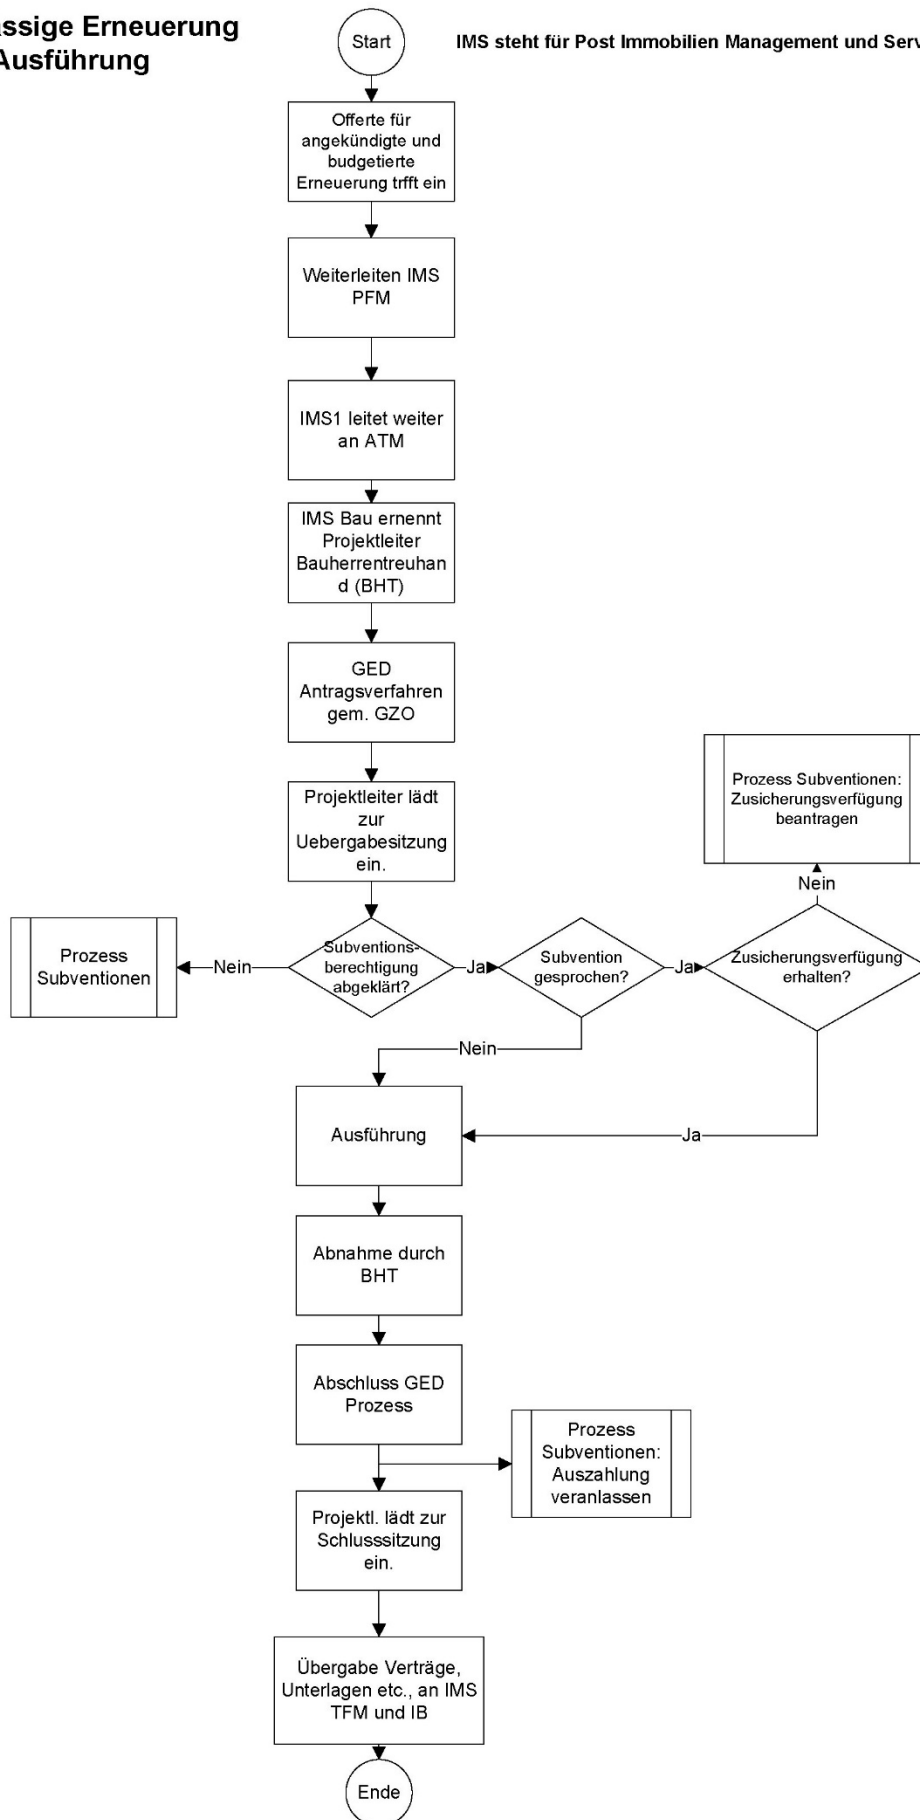 ssige Erneuerung
Ausführung
Start
IMS steht für Post Immobilien Management und Serv
Offerte für
angekündigte und
budgetierte
Erneuerung trfft ein
Weiterleiten IMS
PFM
IMS1 leitet weiter
an ATM
IMS Bau ernennt
Projektleiter
Bauherrentreuhan
d (BHT)
GED
Antragsverfahren
gem. GZO
Projektleiter lädt
zur
Uebergabesitzung
ein.
Prozess Subventionen:
Zusicherungsverfügung
beantragen
Nein
Prozess
Subventionen
Nein
Subventions-
berechtigung
abgeklärt?
Ja
Subvention
gesprochen?
Ja
Zusicherungsverfügung
erhalten?
Nein
Ausführung
Ja
Abnahme durch
BHT
Abschluss GED
Prozess
Prozess
Subventionen:
Auszahlung
veranlassen
Projektl. lädt zur
Schlusssitzung
ein.
Übergabe Verträge,
Unterlagen etc., an IMS
TFM und IB
Ende